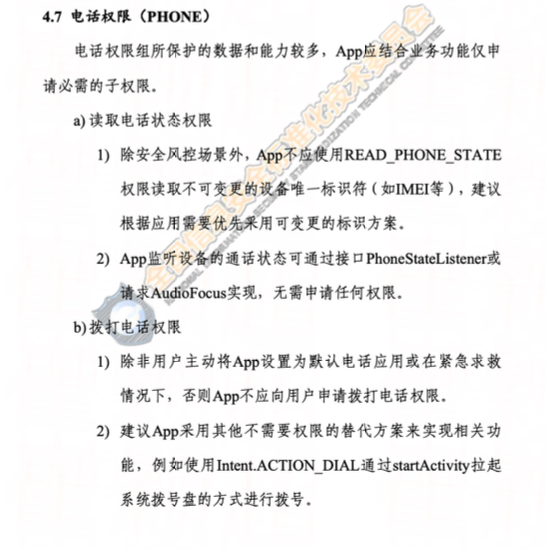 4.7 电话权限（PHONE）
电话权限组所保护的数据和能力较多，App应结合业务功能仅申
请必需的子权限。
a) 读取电话状态权限
1) 除安全风控场景外，App不应使用READ_PHONE_STATE
权限读取不可变更的设备唯一标识符（如IMEI等），建议
根据应用需要优先采用可变更的标识方案。
2) App监听设备的通话状态可通过接口PhoneStateListener或
请求AudioFocus实现，无需申请任何权限。
b) 拨打电话权限
1) 除非用户主动将App设置为默认电话应用或在紧急求救
情况下，否则App不应向用户申请拨打电话权限。
2) 建议App采用其他不需要权限的替代方案来实现相关功
能，例如使用Intent.ACTION_DIAL通过startActivity拉起
系统拨号盘的方式进行拨号。
全国信息安全标准化技术委员会